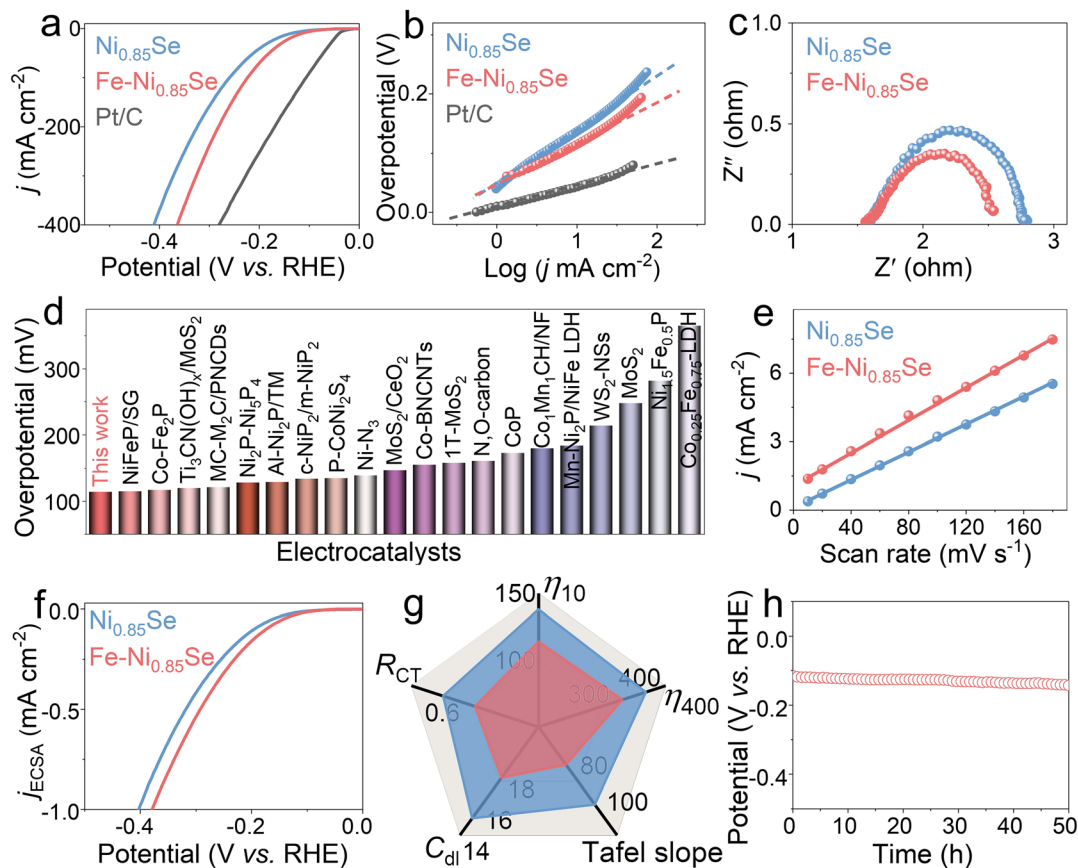 a
0
-200
-400
j (mA cm⁻²)
Ni₀.₈₅Se
Fe-Ni₀.₈₅Se
Pt/C
-0.4
-0.2
0.0
Potential (V vs. RHE)
b
Ni₀.₈₅Se
Fe-Ni₀.₈₅Se
Pt/C
0.2
0.0
Overpotential (V)
0
1
2
Log (j mA cm⁻²)
c
Ni₀.₈₅Se
Fe-Ni₀.₈₅Se
1.0
0.5
0.0
Z″ (ohm)
1
2
3
Z′ (ohm)
d
Overpotential (mV)
300
200
100
This work
NiFeP/SG
Co-Fe₂P
Ti₃CN(OH)ₓ/MoS₂
MC-M₂C/PNCDs
Ni₂P-Ni₅P₄
Al-Ni₂P/TM
c-NiP₂/m-NiP₂
P-CoNi₂S₄
Ni-N₃
MoS₂/CeO₂
Co-BNCNTs
1T-MoS₂
N,O-carbon
CoP
Co₁Mn₁CH/NF
Mn-Ni₂P/NiFe LDH
WS₂-NSs
MoS₂
Ni₁.₅Fe₀.₅P
Co₀.₂₅Fe₀.₇₅-LDH
Electrocatalysts
e
Ni₀.₈₅Se
Fe-Ni₀.₈₅Se
6
3
0
j (mA cm⁻²)
0
40
80
120
160
Scan rate (mV s⁻¹)
f
Ni₀.₈₅Se
Fe-Ni₀.₈₅Se
0.0
-0.5
-1.0
jECSA (mA cm⁻²)
-0.4
-0.2
0.0
Potential (V vs. RHE)
g
150
η₁₀
100
400
300
η₄₀₀
RCT
0.6
80
100
18
16
Cdl 14
Tafel slope
h
0.0
-0.2
-0.4
Potential (V vs. RHE)
0
10
20
30
40
50
Time (h)